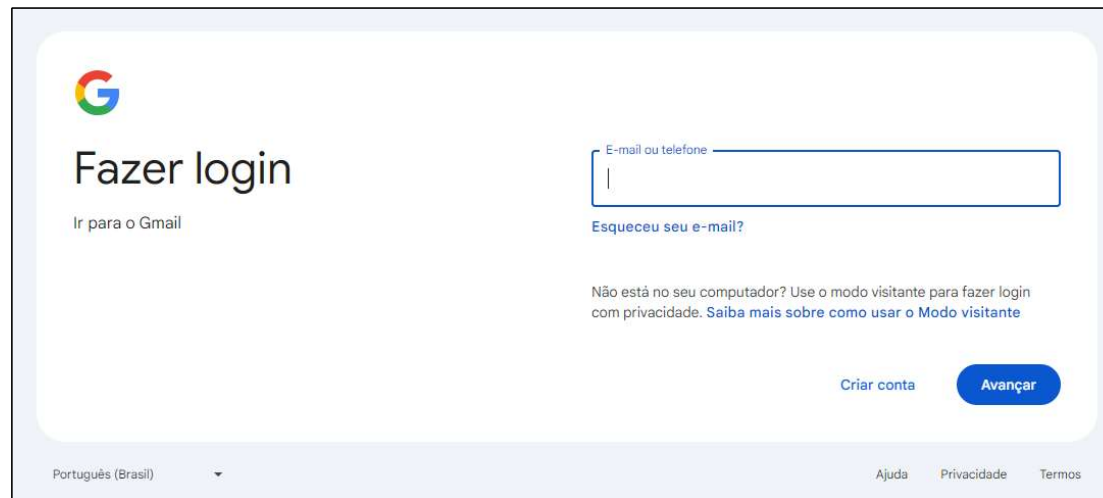 Fazer login
Ir para o Gmail
E-mail ou telefone
Esqueceu seu e-mail?
Não está no seu computador? Use o modo visitante para fazer login
com privacidade. Saiba mais sobre como usar o Modo visitante
Criar conta
Avançar
Português (Brasil)
Ajuda
Privacidade
Termos